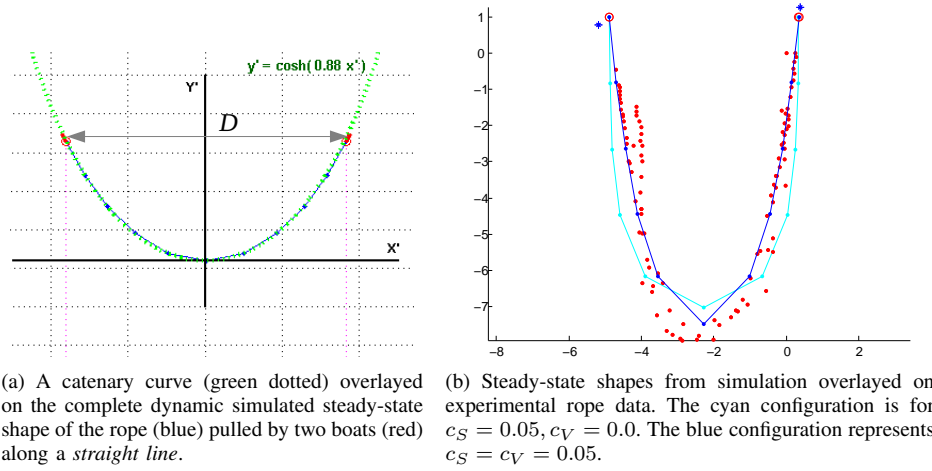 y' = cosh( 0.88 x' )
Y'
D
X'
1
0
−1
−2
−3
−4
−5
−6
−7
−8 −6 −4 −2 0 2
(a) A catenary curve (green dotted) overlayed
on the complete dynamic simulated steady-state
shape of the rope (blue) pulled by two boats (red)
along a straight line.
(b) Steady-state shapes from simulation overlayed on
experimental rope data. The cyan configuration is for
c_S = 0.05, c_V = 0.0. The blue configuration represents
c_S = c_V = 0.05.